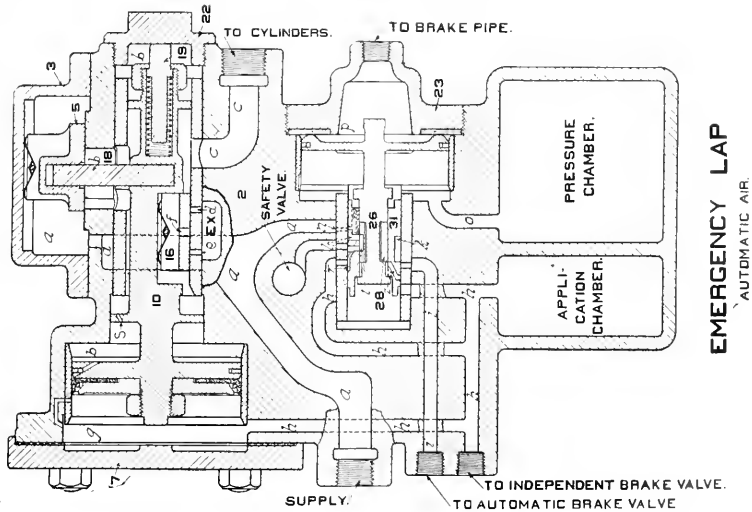 TO CYLINDERS.
22
TO BRAKE PIPE.
3
5
18
19
b
b
c
c
a
2
SAFETY
VALVE.
23
p
16
f
d
e
EX
d
10
S
b
g
17
a
a
a
26
31
28
h
h
h
h
h
h
o
PRESSURE
CHAMBER.
APPLI-
CATION
CHAMBER.
SUPPLY.
TO INDEPENDENT BRAKE VALVE.
TO AUTOMATIC BRAKE VALVE
EMERGENCY LAP
AUTOMATIC AIR.